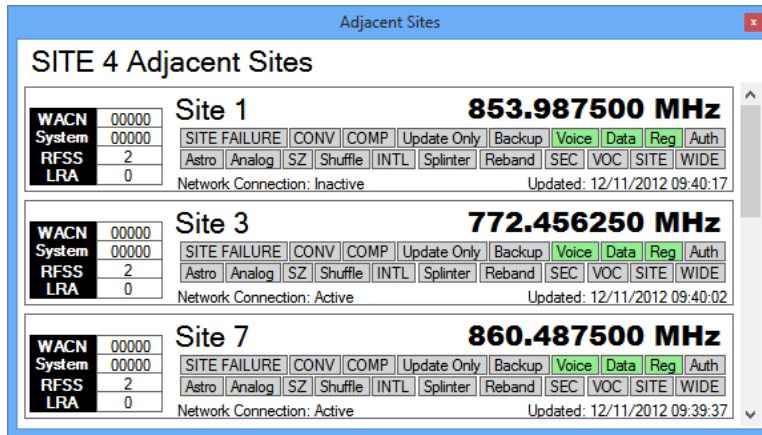 Adjacent Sites
x
SITE 4 Adjacent Sites
WACN 00000
System 00000
RFSS 2
LRA 0
Site 1 853.987500 MHz
SITE FAILURE CONV COMP Update Only Backup Voice Data Reg Auth
Astro Analog SZ Shuffle INTL Splinter Reband SEC VOC SITE WIDE
Network Connection: Inactive Updated: 12/11/2012 09:40:17
WACN 00000
System 00000
RFSS 2
LRA 0
Site 3 772.456250 MHz
SITE FAILURE CONV COMP Update Only Backup Voice Data Reg Auth
Astro Analog SZ Shuffle INTL Splinter Reband SEC VOC SITE WIDE
Network Connection: Active Updated: 12/11/2012 09:40:02
WACN 00000
System 00000
RFSS 2
LRA 0
Site 7 860.487500 MHz
SITE FAILURE CONV COMP Update Only Backup Voice Data Reg Auth
Astro Analog SZ Shuffle INTL Splinter Reband SEC VOC SITE WIDE
Network Connection: Active Updated: 12/11/2012 09:39:37